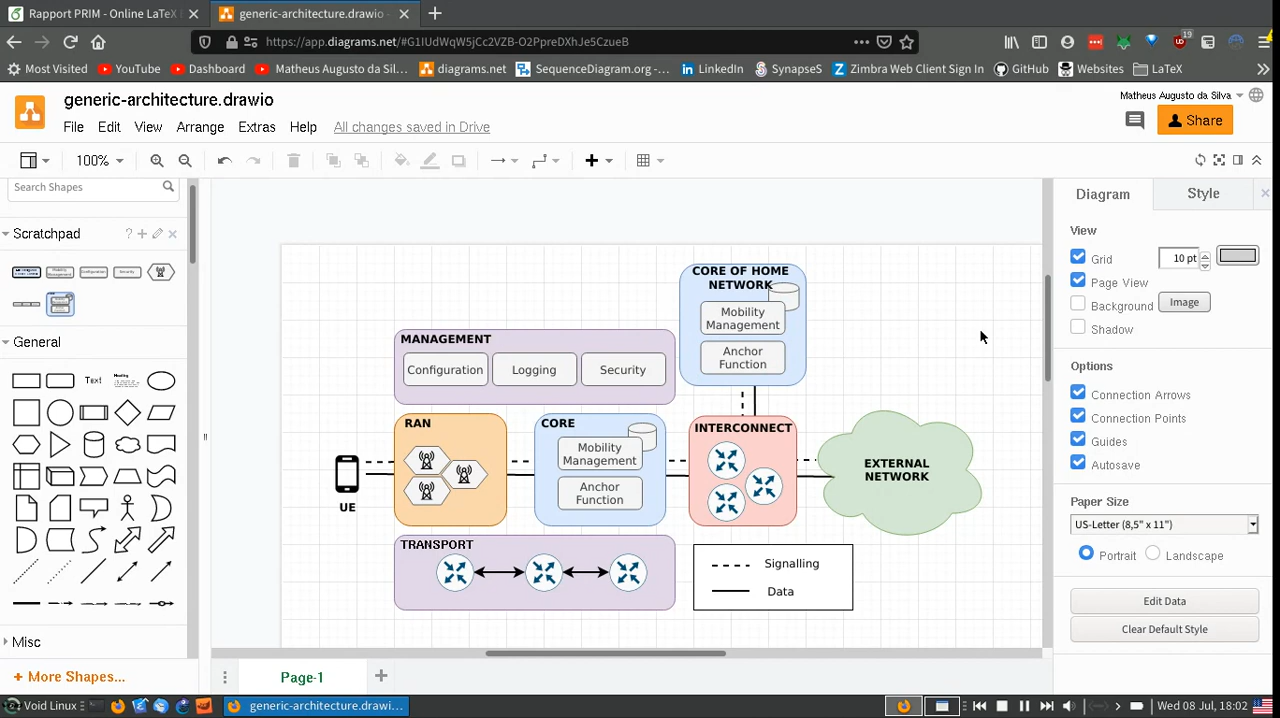 Rapport PRIM - Online LaTeX
generic-architecture.drawio -
https://app.diagrams.net/#G1IUdWqW5jCc2VZB-O2PpreDXhJe5CzueB
19
Most Visited
YouTube
Dashboard
Matheus Augusto da Silv…
diagrams.net
SequenceDiagram.org -…
LinkedIn
SynapseS
Zimbra Web Client Sign In
GitHub
Websites
LaTeX
generic-architecture.drawio
Matheus Augusto da Silva
File
Edit
View
Arrange
Extras
Help
All changes saved in Drive
Share
100%
Search Shapes
Diagram
Style
Scratchpad
?
View
Grid
10 pt
Page View
Background
Image
Shadow
General
Text
Heading
Options
Connection Arrows
Connection Points
Guides
Autosave
Paper Size
US-Letter (8,5" x 11")
Portrait
Landscape
Edit Data
Clear Default Style
CORE OF HOME
NETWORK
Mobility
Management
Anchor
Function
MANAGEMENT
Configuration
Logging
Security
RAN
CORE
Mobility
Management
Anchor
Function
INTERCONNECT
EXTERNAL
NETWORK
UE
TRANSPORT
Signalling
Data
Misc
+ More Shapes...
Page-1
Void Linux
generic-architecture.drawi…
Wed 08 Jul, 18:02